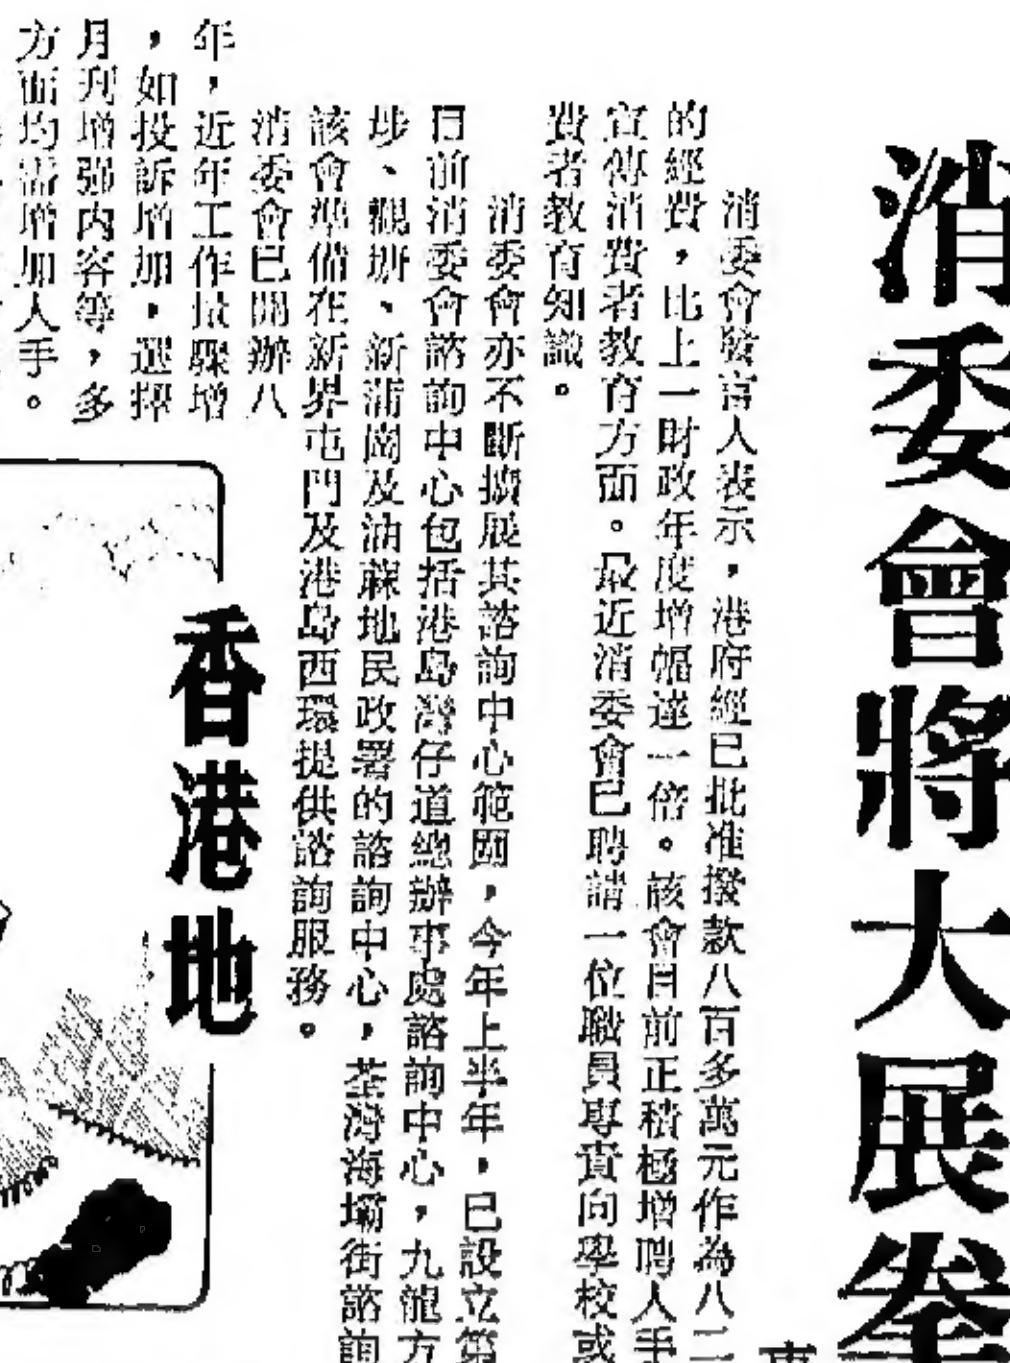 消委會將大展拳
消委會發言人表示，港府經已批准撥款八百多萬元作為八二
的經費，比上一財政年度增幅達一倍。該會目前正積極增聘人手
宣傳消費者教育方面。最近消委會已聘請一位職員專責向學校或
費者教育知識。
消委會亦不斷擴展其諮詢中心範圍，今年上半年，已設立第
目前消委會諮詢中心包括港島灣仔道總辦事處諮詢中心，九龍方
埗、觀塘、新蒲崗及油蔴地民政署的諮詢中心，荃灣海壩街諮詢
該會準備在新界屯門及港島西環提供諮詢服務。
消委會已開辦八
年，近年工作量驟增
，如投訴增加，選擇
月刊增強內容等，多
方面均需增加人手。
香港地